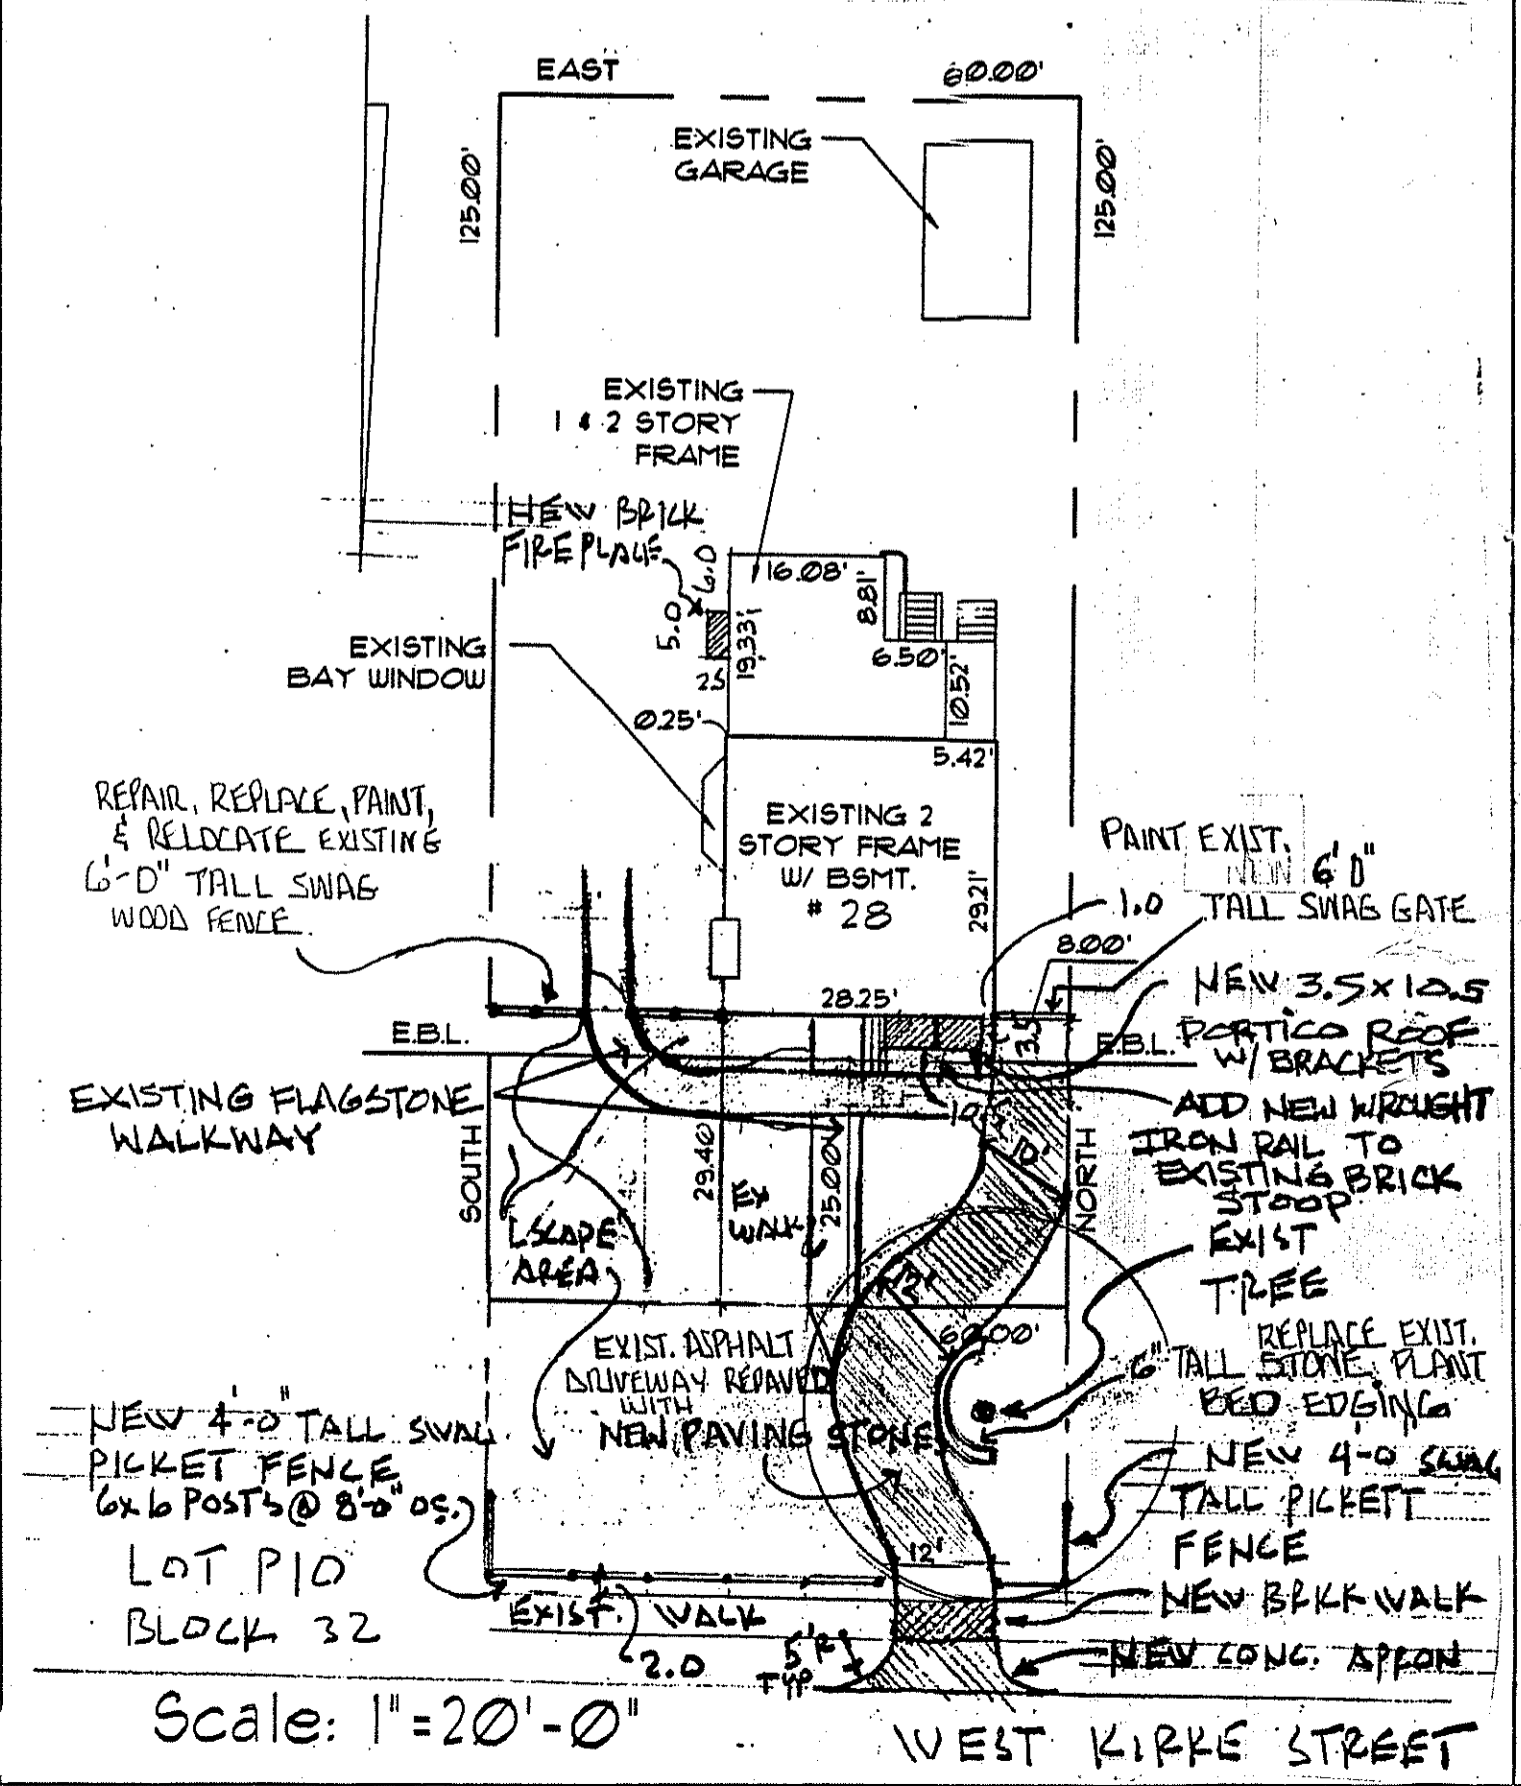 EAST
60.00'
125.00'
125.00'
EXISTING
GARAGE
EXISTING
1 & 2 STORY
FRAME
NEW BRICK
FIREPLACE
6.0
5.0
16.08'
8.81'
19.33'
6.50'
10.52'
EXISTING
BAY WINDOW
0.25'
5.42'
REPAIR, REPLACE, PAINT,
& RELOCATE EXISTING
6'-0" TALL SWAG
WOOD FENCE.
EXISTING 2
STORY FRAME
W/ BSMT.
# 28
29.21'
PAINT EXIST.
NEW 6'0"
TALL SWAG GATE
1.0
8.00'
28.25'
3.5
NEW 3.5 x 10.5
PORTICO ROOF
W/ BRACKETS
E.B.L.
E.B.L.
EXISTING FLAGSTONE
WALKWAY
ADD NEW WROUGHT
IRON RAIL TO
EXISTING BRICK
STOOP
SOUTH
29.40
25.00'
10'
NORTH
EX
WALK
L'SCAPE
AREA
12'
EXIST
TREE
60.00'
EXIST. ASPHALT
DRIVEWAY REPAVED
WITH
NEW PAVING STONES
REPLACE EXIST.
6" TALL STONE PLANT
BED EDGING
NEW 4'-0" TALL SWAG
PICKET FENCE
6x6 POSTS @ 8'-0" OS.
NEW 4-0 SWAG
TALL PICKETT
FENCE
12'
LOT P10
BLOCK 32
EXIST. WALK
2.0
5'R
TYP
NEW BRICK WALK
NEW CONC. APRON
Scale: 1"=20'-0"
WEST KIRKE STREET